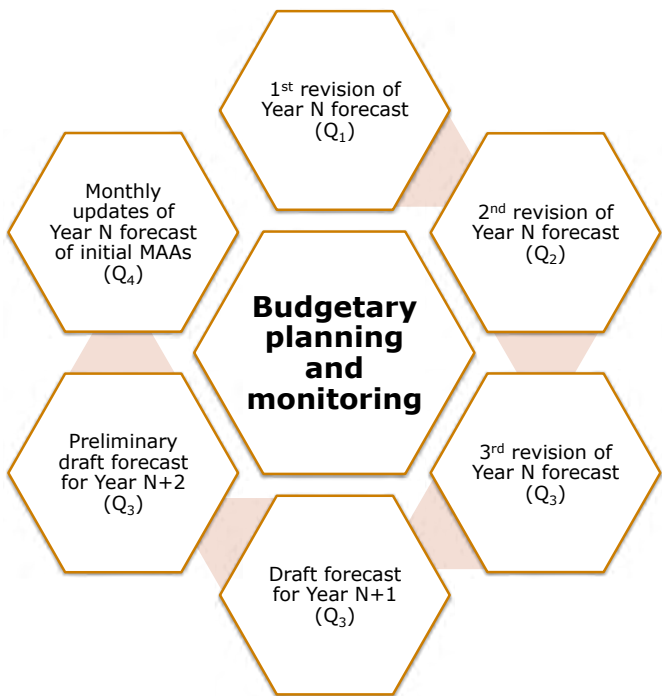 1st revision of
Year N forecast
(Q1)
2nd revision of
Year N forecast
(Q2)
3rd revision of
Year N forecast
(Q3)
Draft forecast
for Year N+1
(Q3)
Preliminary
draft forecast
for Year N+2
(Q3)
Monthly
updates of
Year N forecast
of initial MAAs
(Q4)
Budgetary
planning
and
monitoring